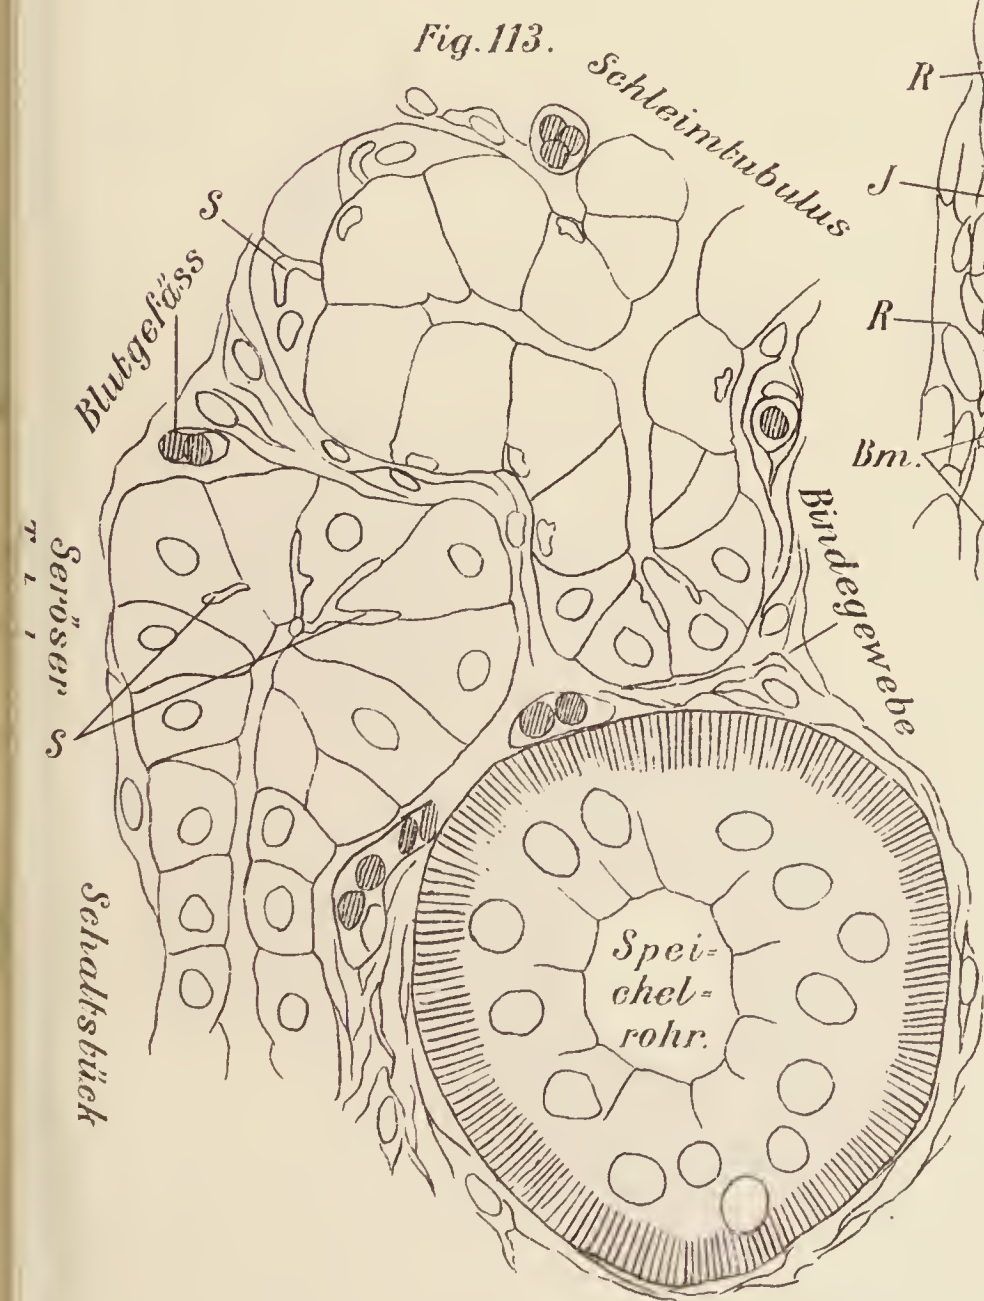 Fig. 113.
Schleimtubulus
R
S
J
Blutgefäss
R
Bm.
Bindegewebe
Seröser
S
Spei=
chel=
rohr.
Schaltstück